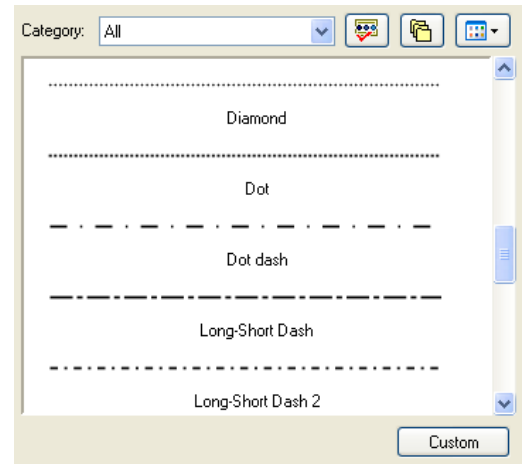 Category: All
Diamond
Dot
Dot dash
Long-Short Dash
Long-Short Dash 2
Custom